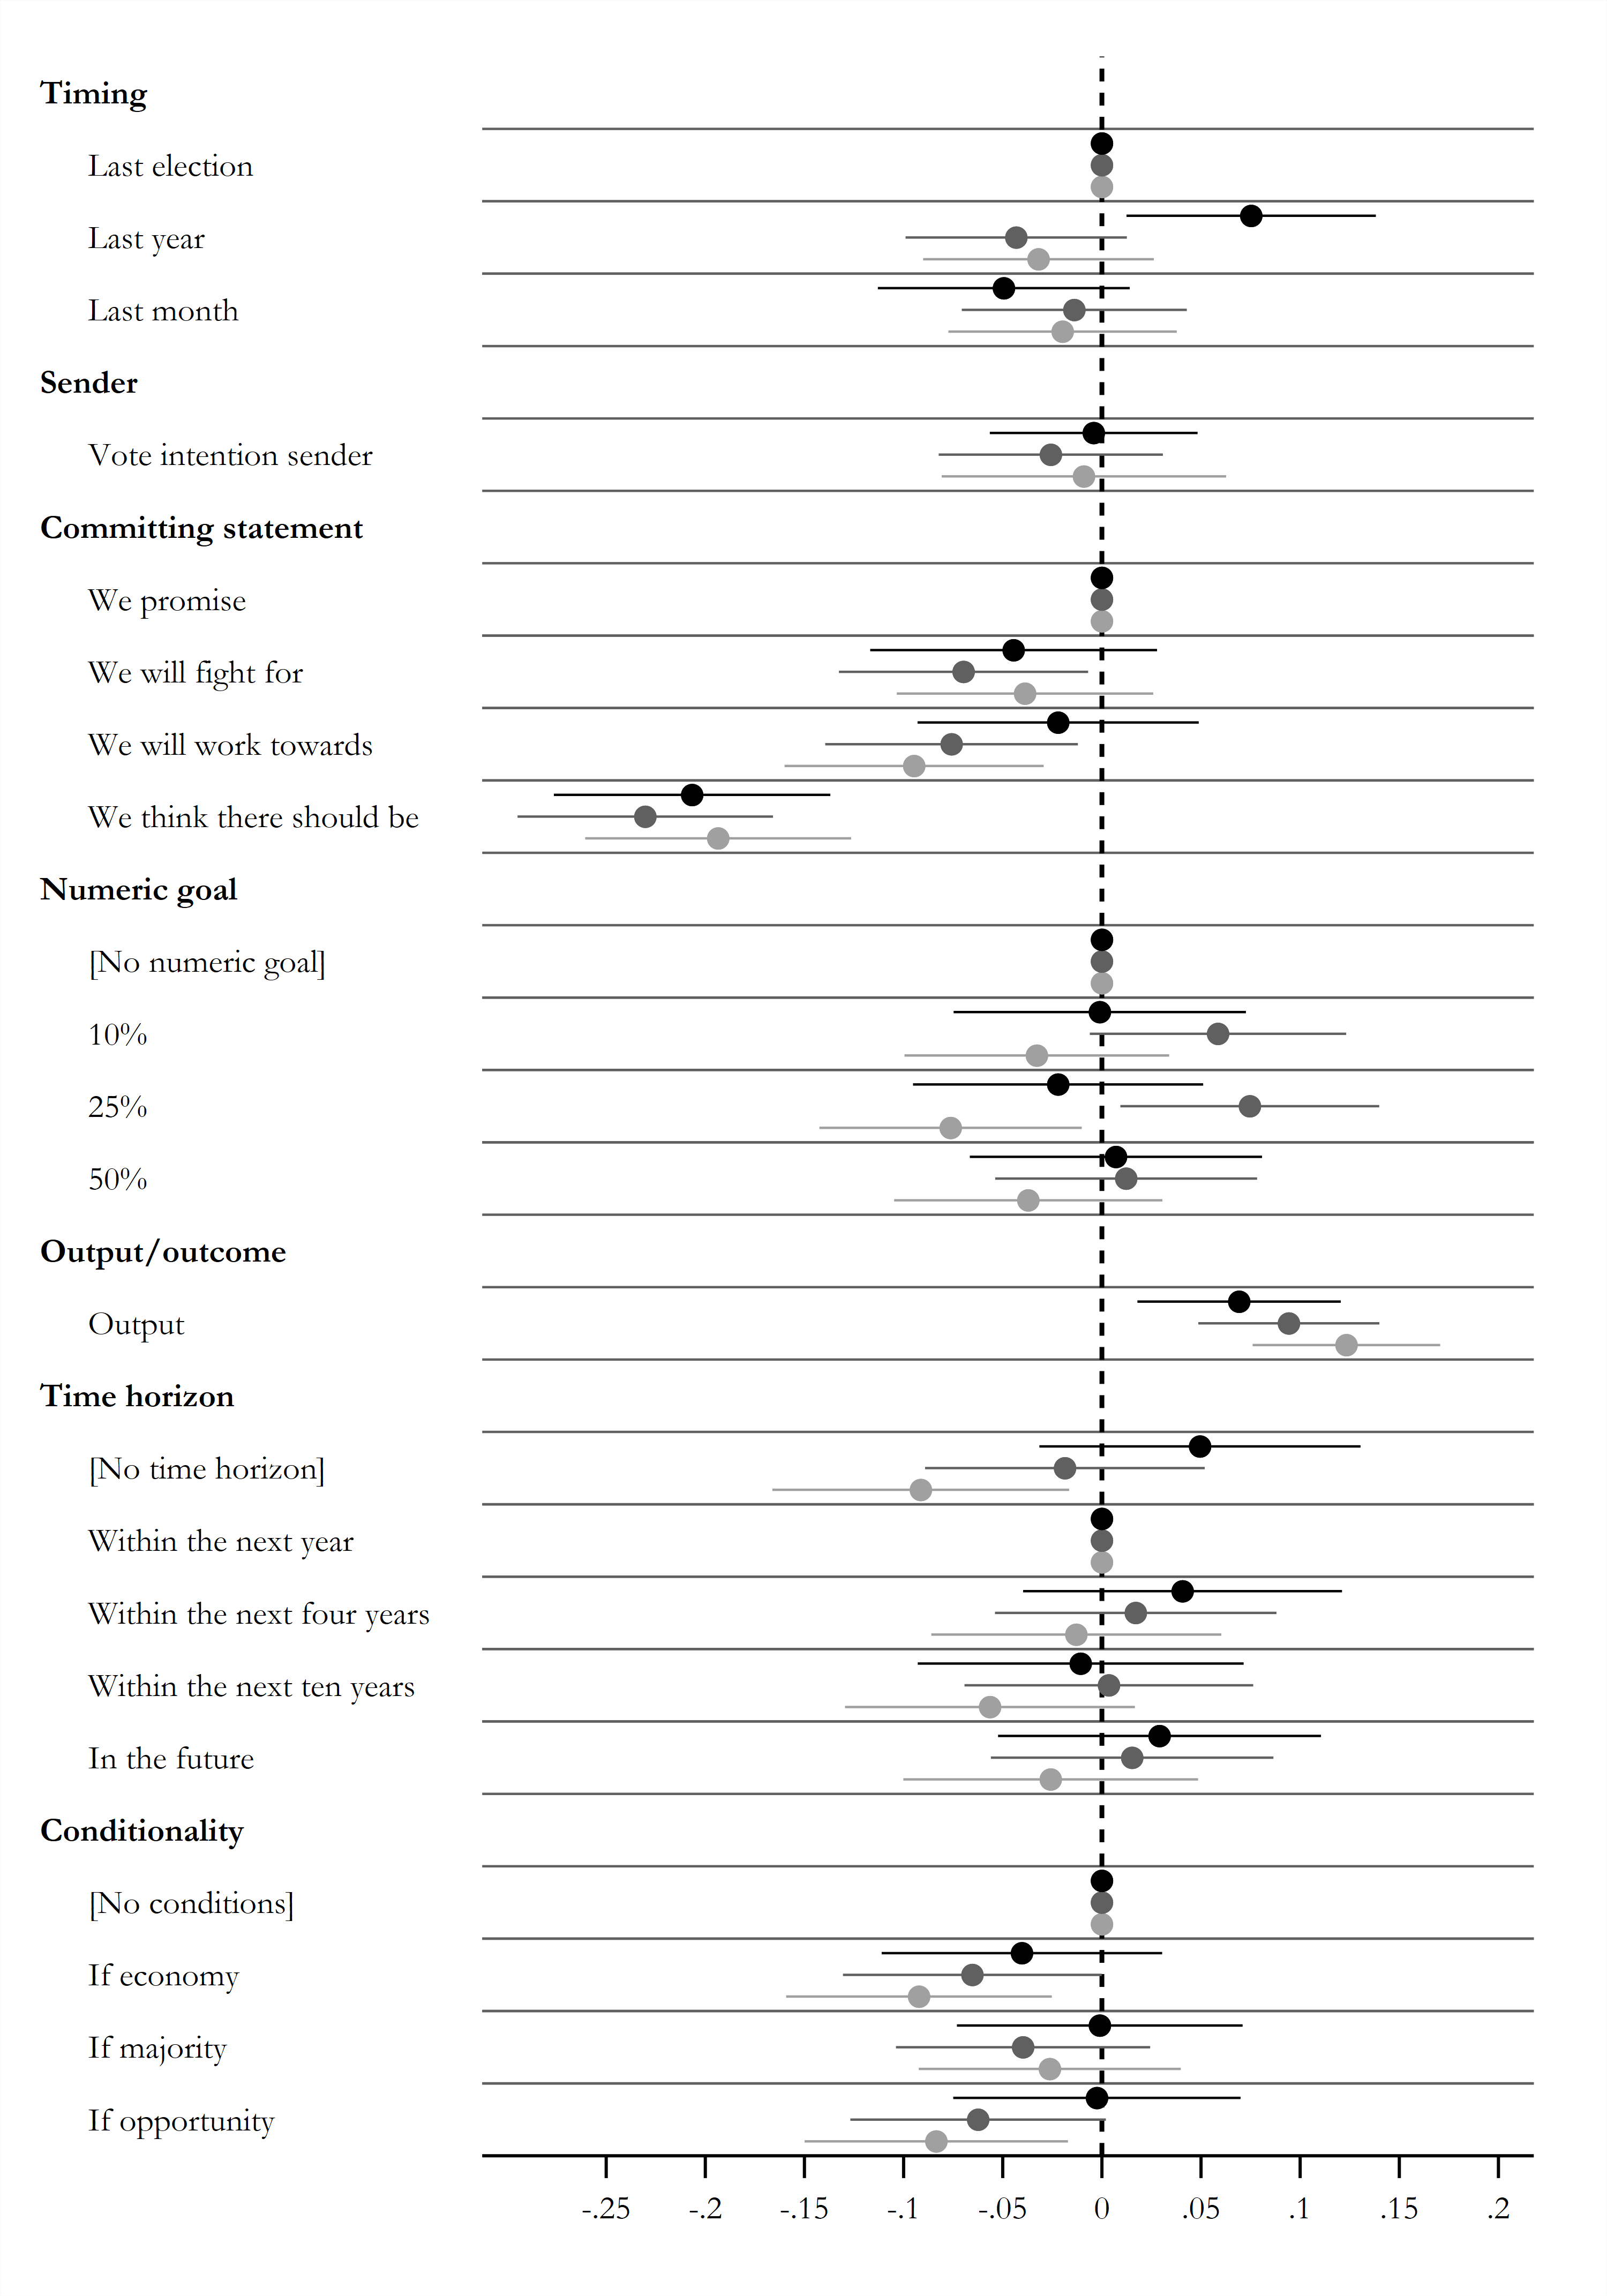 Timing
Last election
Last year
Last month
Sender
Vote intention sender
Committing statement
We promise
We will fight for
We will work towards
We think there should be
Numeric goal
[No numeric goal]
10%
25%
50%
Output/outcome
Output
Time horizon
[No time horizon]
Within the next year
Within the next four years
Within the next ten years
In the future
Conditionality
[No conditions]
If economy
If majority
If opportunity
-.25 -.2 -.15 -.1 -.05 0 .05 .1 .15 .2